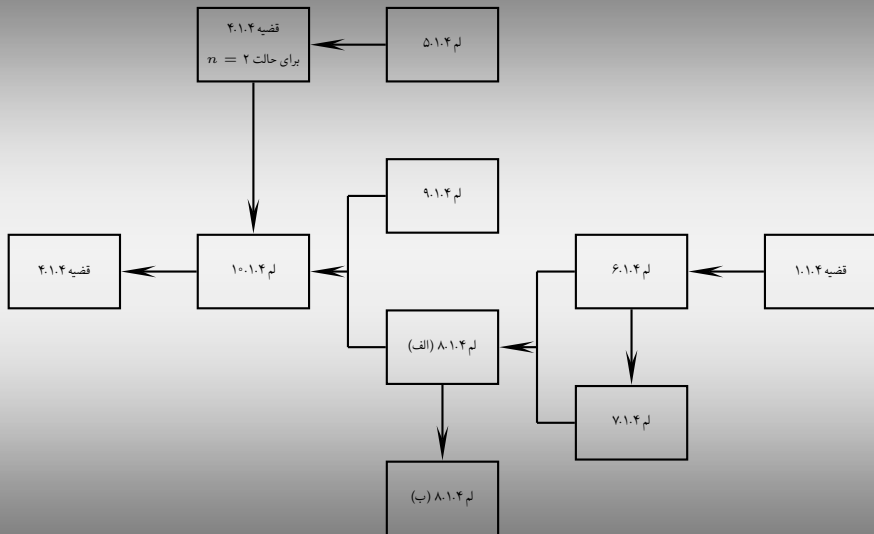 قضیه ۴.۱.۴
برای حالت n = ۲
لم ۵.۱.۴
لم ۹.۱.۴
قضیه ۱.۱.۴
لم ۶.۱.۴
لم ۱۰.۱.۴
قضیه ۴.۱.۴
لم ۸.۱.۴ (الف)
لم ۷.۱.۴
لم ۸.۱.۴ (ب)